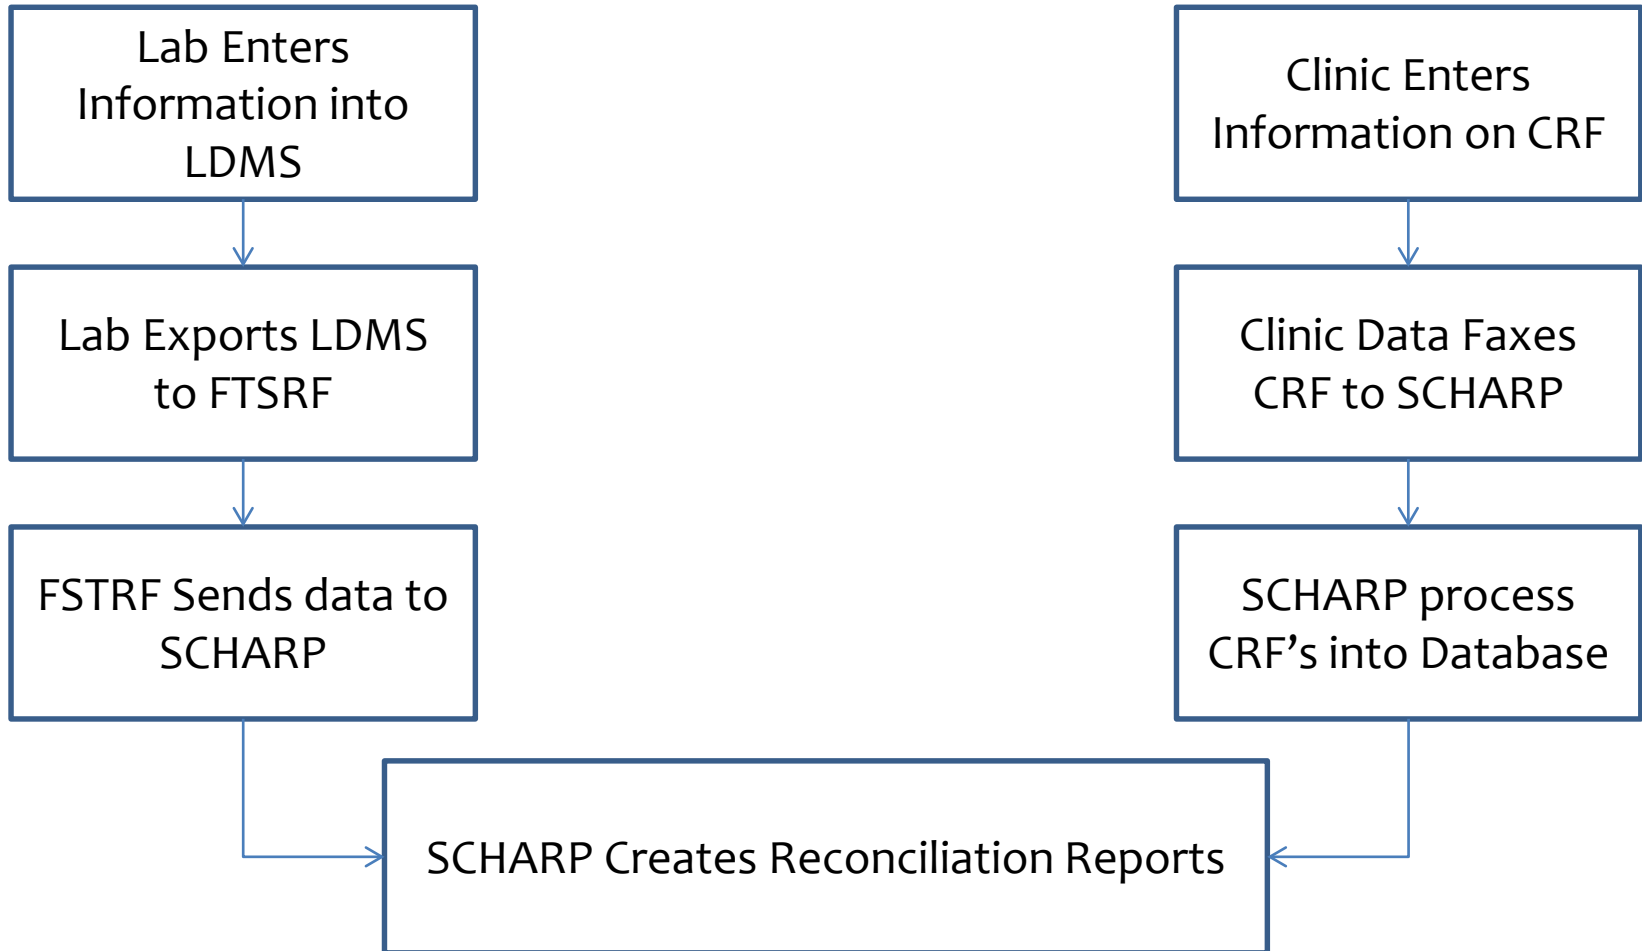 Lab Enters
Information into
LDMS
Clinic Enters
Information on CRF
Lab Exports LDMS
to FTSRF
Clinic Data Faxes
CRF to SCHARP
FSTRF Sends data to
SCHARP
SCHARP process
CRF’s into Database
SCHARP Creates Reconciliation Reports